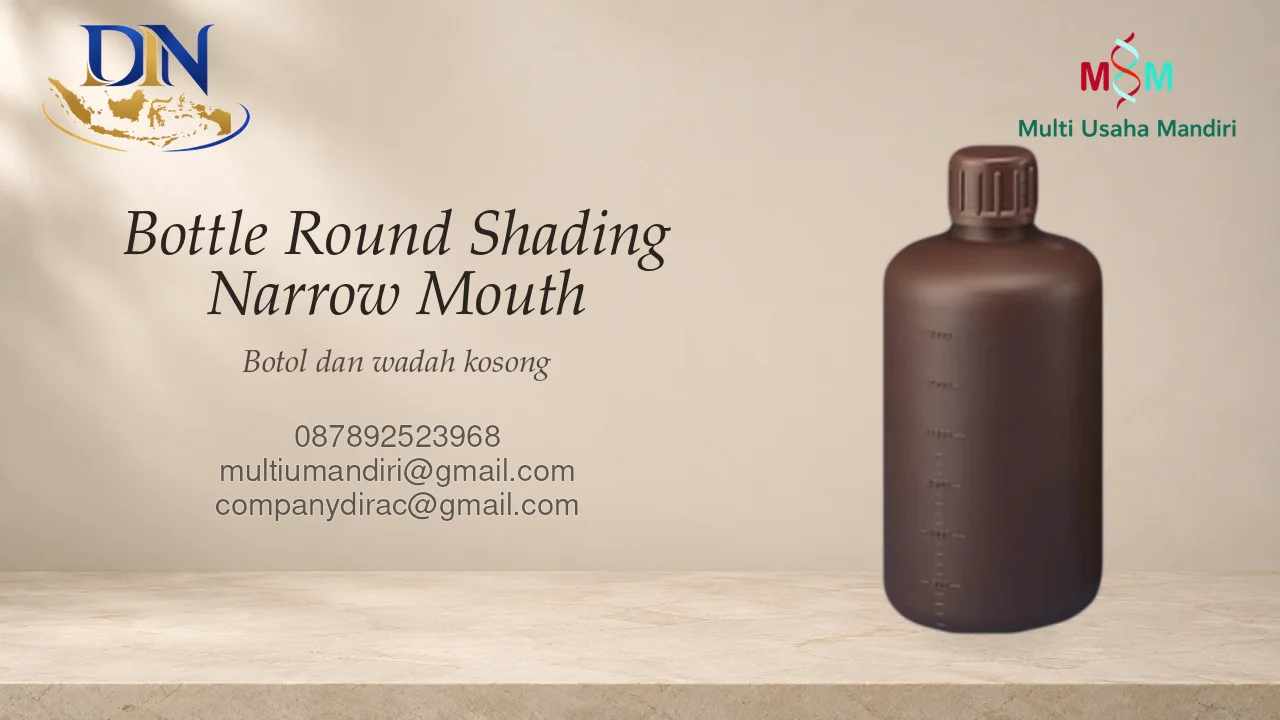 DN
M M
Multi Usaha Mandiri
Bottle Round Shading
Narrow Mouth
Botol dan wadah kosong
087892523968
multiumandiri@gmail.com
companydirac@gmail.com